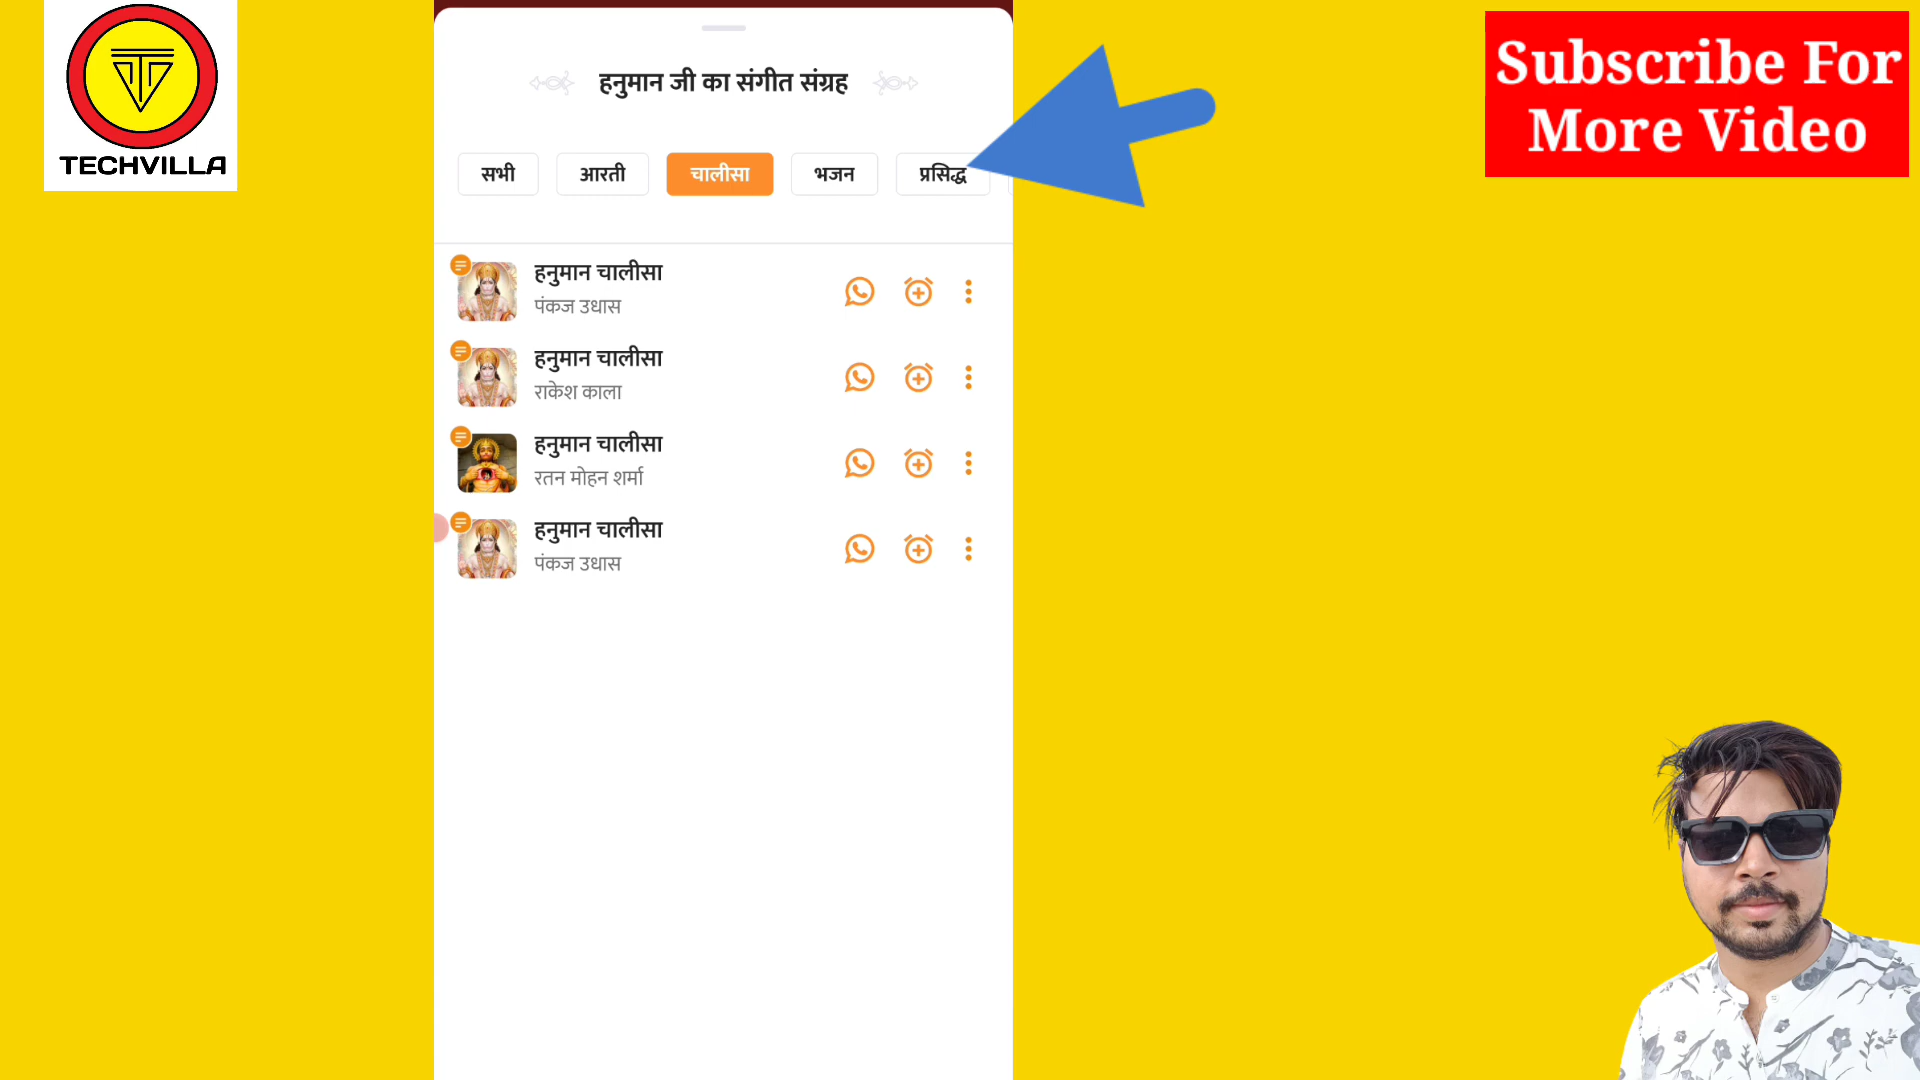 TECHVILLA
हनुमान जी का संगीत संग्रह
Subscribe For
More Video
सभी आरती चालीसा भजन प्रसिद्ध
हनुमान चालीसा
पंकज उधास
हनुमान चालीसा
राकेश काला
हनुमान चालीसा
रतन मोहन शर्मा
हनुमान चालीसा
पंकज उधास